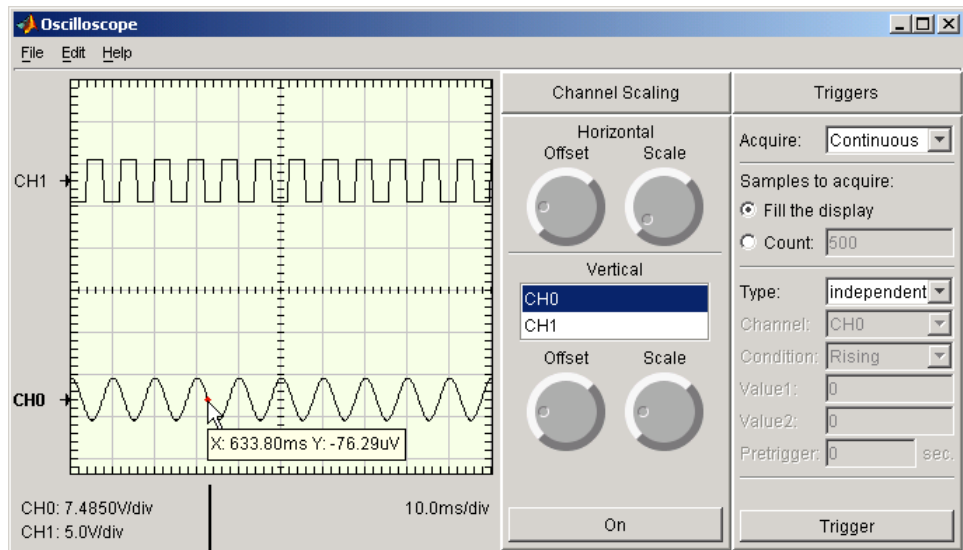 Oscilloscope
File Edit Help
CH1
CH0
X: 633.80ms Y: -76.29uV
CH0: 7.4850V/div
CH1: 5.0V/div
10.0ms/div
Channel Scaling
Horizontal
Offset Scale
Vertical
CH0
CH1
Offset Scale
On
Triggers
Acquire: Continuous
Samples to acquire:
Fill the display
Count: 500
Type: independent
Channel: CH0
Condition: Rising
Value1: 0
Value2: 0
Pretrigger: 0 sec.
Trigger